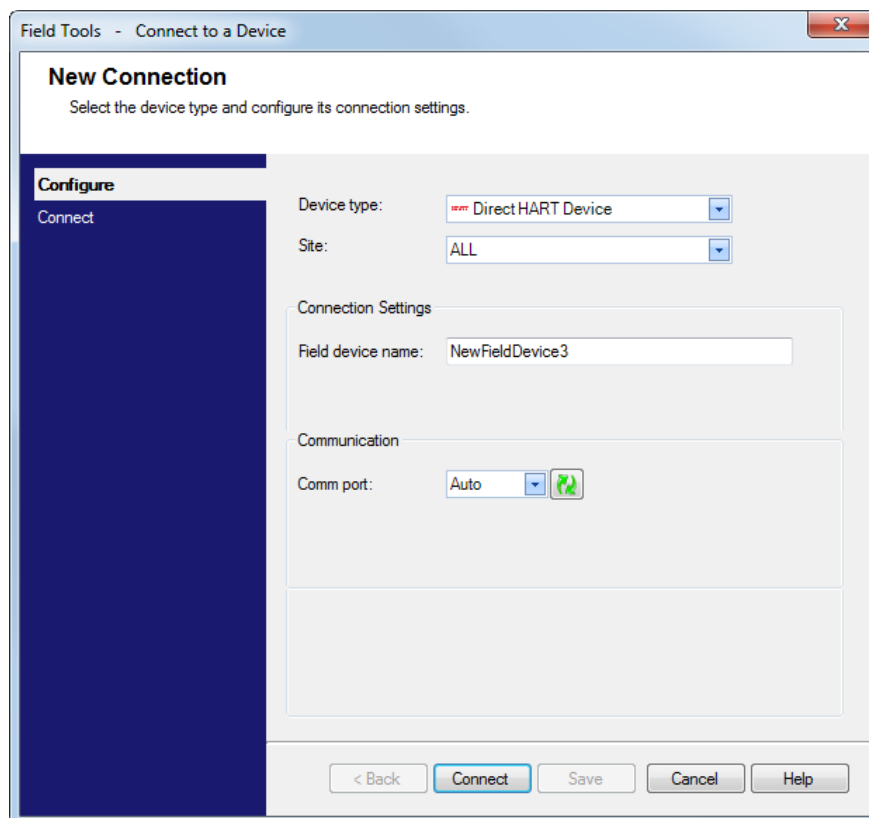 Field Tools - Connect to a Device
New Connection
Select the device type and configure its connection settings.
Configure
Connect
Device type: Direct HART Device
Site: ALL
Connection Settings
Field device name: NewFieldDevice3
Communication
Comm port: Auto
< Back Connect Save Cancel Help